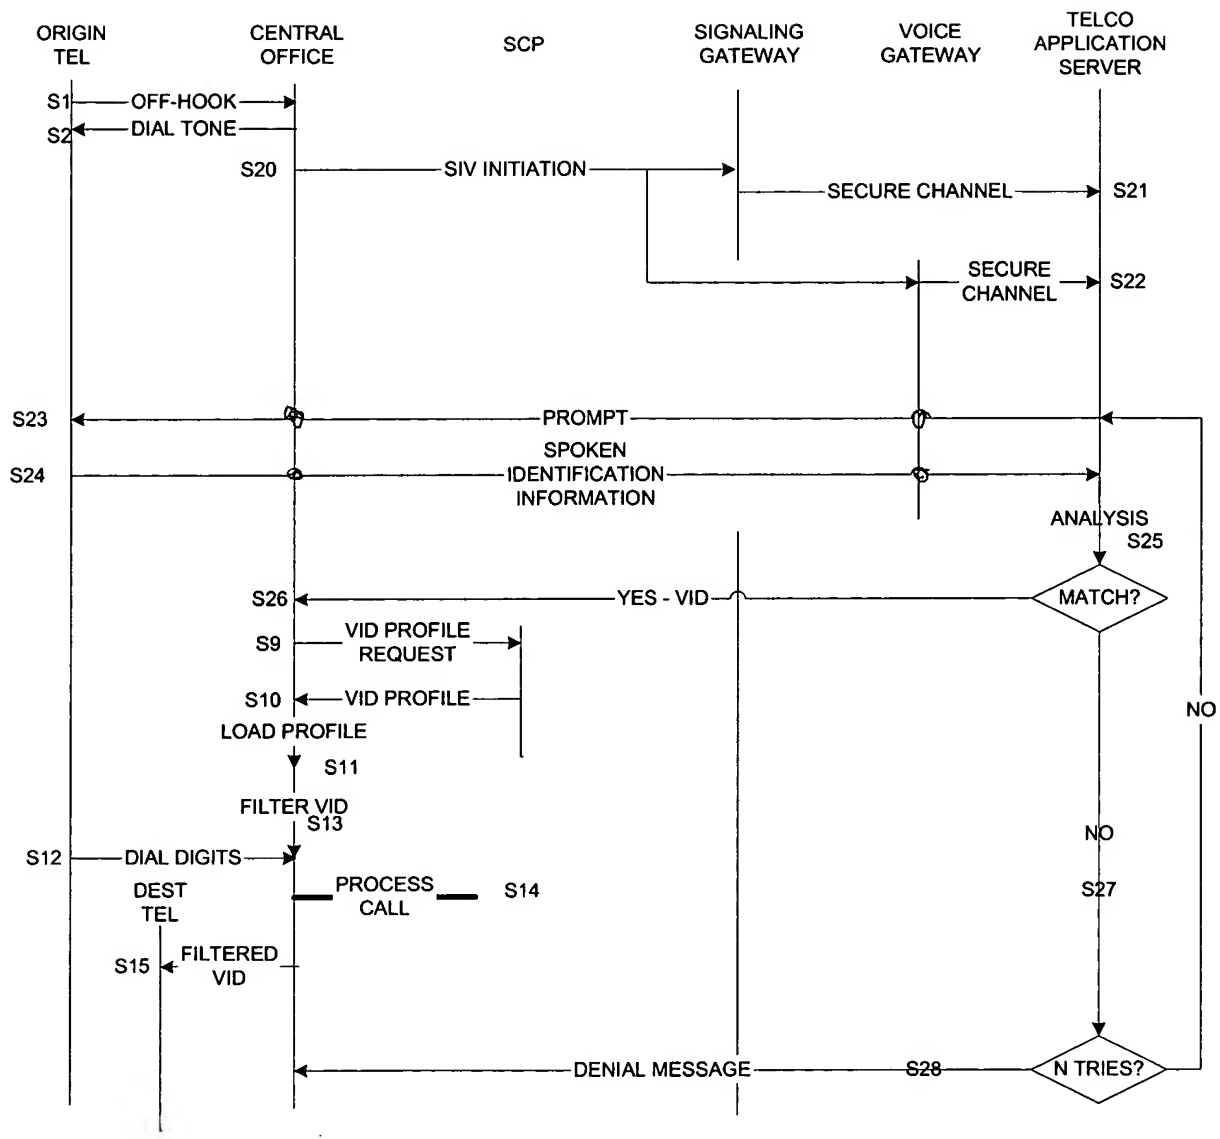 ORIGIN
TEL
CENTRAL
OFFICE
SCP
SIGNALING
GATEWAY
VOICE
GATEWAY
TELCO
APPLICATION
SERVER
S1
OFF-HOOK
S2
DIAL TONE
S20
SIV INITIATION
SECURE CHANNEL
S21
SECURE
CHANNEL
S22
S23
PROMPT
S24
SPOKEN
IDENTIFICATION
INFORMATION
ANALYSIS
S25
S26
YES - VID
MATCH?
S9
VID PROFILE
REQUEST
S10
VID PROFILE
NO
LOAD PROFILE
S11
FILTER VID
S13
NO
S12
DIAL DIGITS
DEST
TEL
PROCESS
CALL
S14
S27
S15
FILTERED
VID
DENIAL MESSAGE
S28
N TRIES?